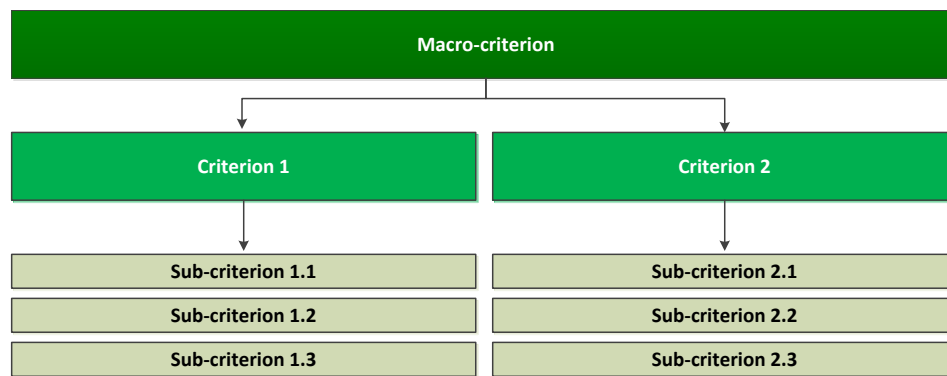 Macro-criterion
Criterion 1
Criterion 2
Sub-criterion 1.1
Sub-criterion 2.1
Sub-criterion 1.2
Sub-criterion 2.2
Sub-criterion 1.3
Sub-criterion 2.3